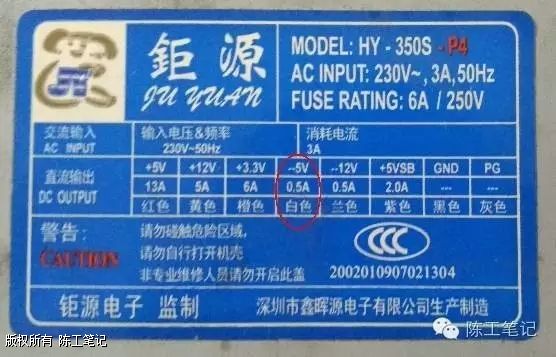 钜源
JU YUAN
MODEL: HY - 350S - P4
AC INPUT: 230V~, 3A,50Hz
FUSE RATING: 6A / 250V
交流输入 输入电压&频率 消耗电流
AC INPUT 230V~50Hz 3A
直流输出 +5V +12V +3.3V --5V --12V +5VSB GND PG
DC OUTPUT 13A 5A 6A 0.5A 0.5A 2.0A --- ---
红色 黄色 橙色 白色 兰色 紫色 黑色 灰色
警告:
CAUTION
请勿碰触危险区域,
请勿自行打开机壳
非专业维修人员请勿开启此盖
CCC
2002010907021304
钜源电子 监制 深圳市鑫晖源电子有限公司生产制造
版权所有 陈工笔记
陈工笔记